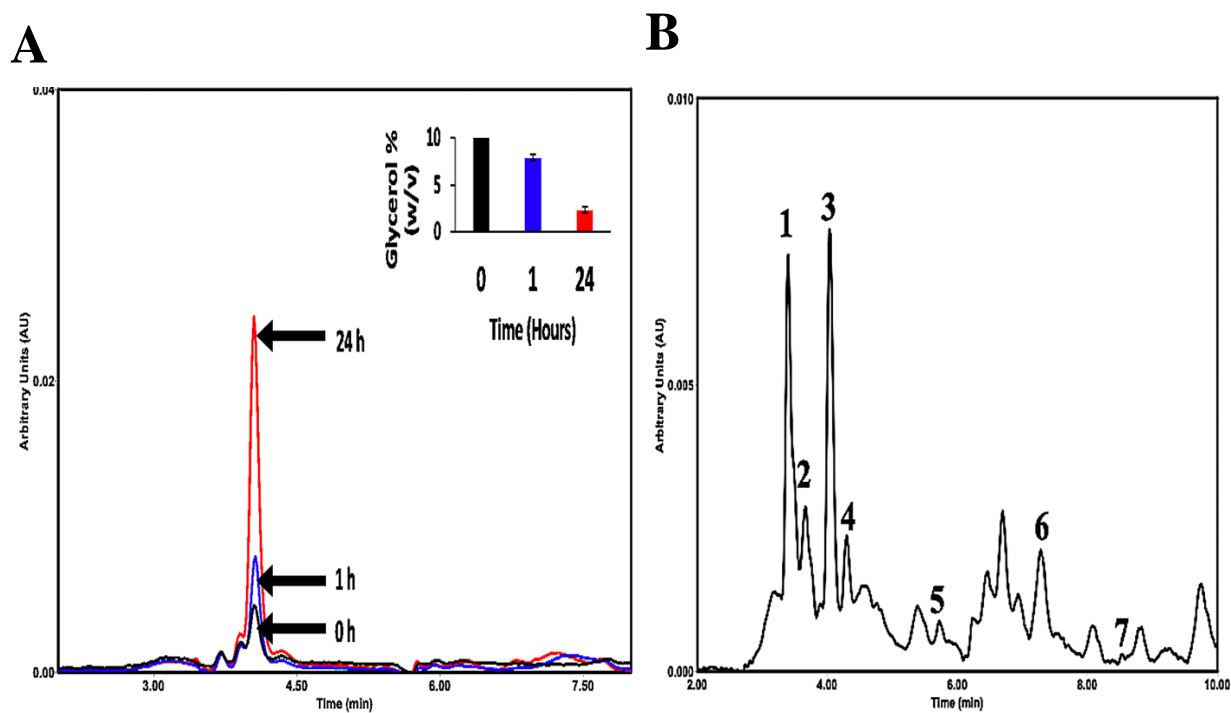 A
0.04
0.02
0.00
Arbitrary Units (AU)
3.00 4.50 6.00 7.50
Time (min)
24 h
1 h
0 h
Glycerol %
(w/v)
10
5
0
0 1 24
Time (Hours)
B
0.010
0.005
0.000
Arbitrary Units (AU)
1
2
3
4
5
6
7
2.00 4.00 6.00 8.00 10.00
Time (min)